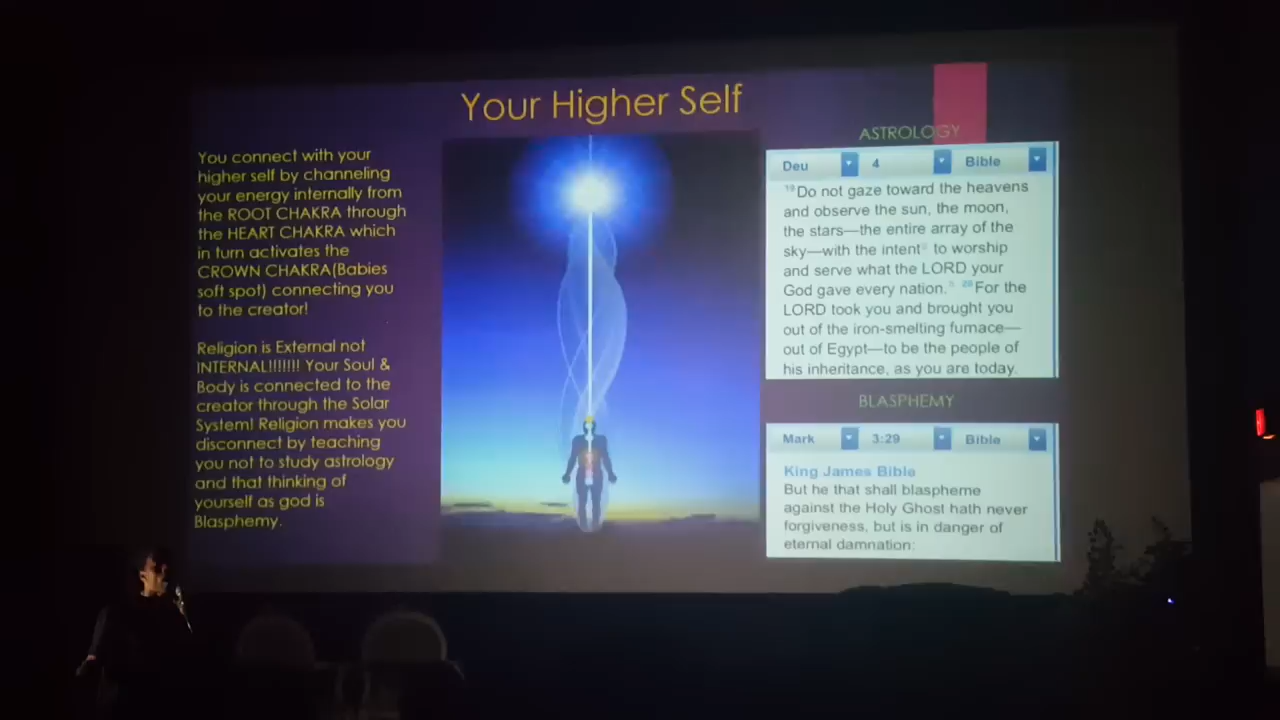 Your Higher Self
You connect with your
higher self by channeling
your energy internally from
the ROOT CHAKRA through
the HEART CHAKRA which
in turn activates the
CROWN CHAKRA(Babies
soft spot) connecting you
to the creator!
Religion is External not
INTERNAL!!!!!!! Your Soul &
Body is connected to the
creator through the Solar
System! Religion makes you
disconnect by teaching
you not to study astrology
and that thinking of
yourself as god is
Blasphemy.
ASTROLOGY
Deu 4 Bible
19 Do not gaze toward the heavens
and observe the sun, the moon,
the stars—the entire array of the
sky—with the intent to worship
and serve what the LORD your
God gave every nation. 20 For the
LORD took you and brought you
out of the iron-smelting furnace—
out of Egypt—to be the people of
his inheritance, as you are today.
BLASPHEMY
Mark 3:29 Bible
King James Bible
But he that shall blaspheme
against the Holy Ghost hath never
forgiveness, but is in danger of
eternal damnation: